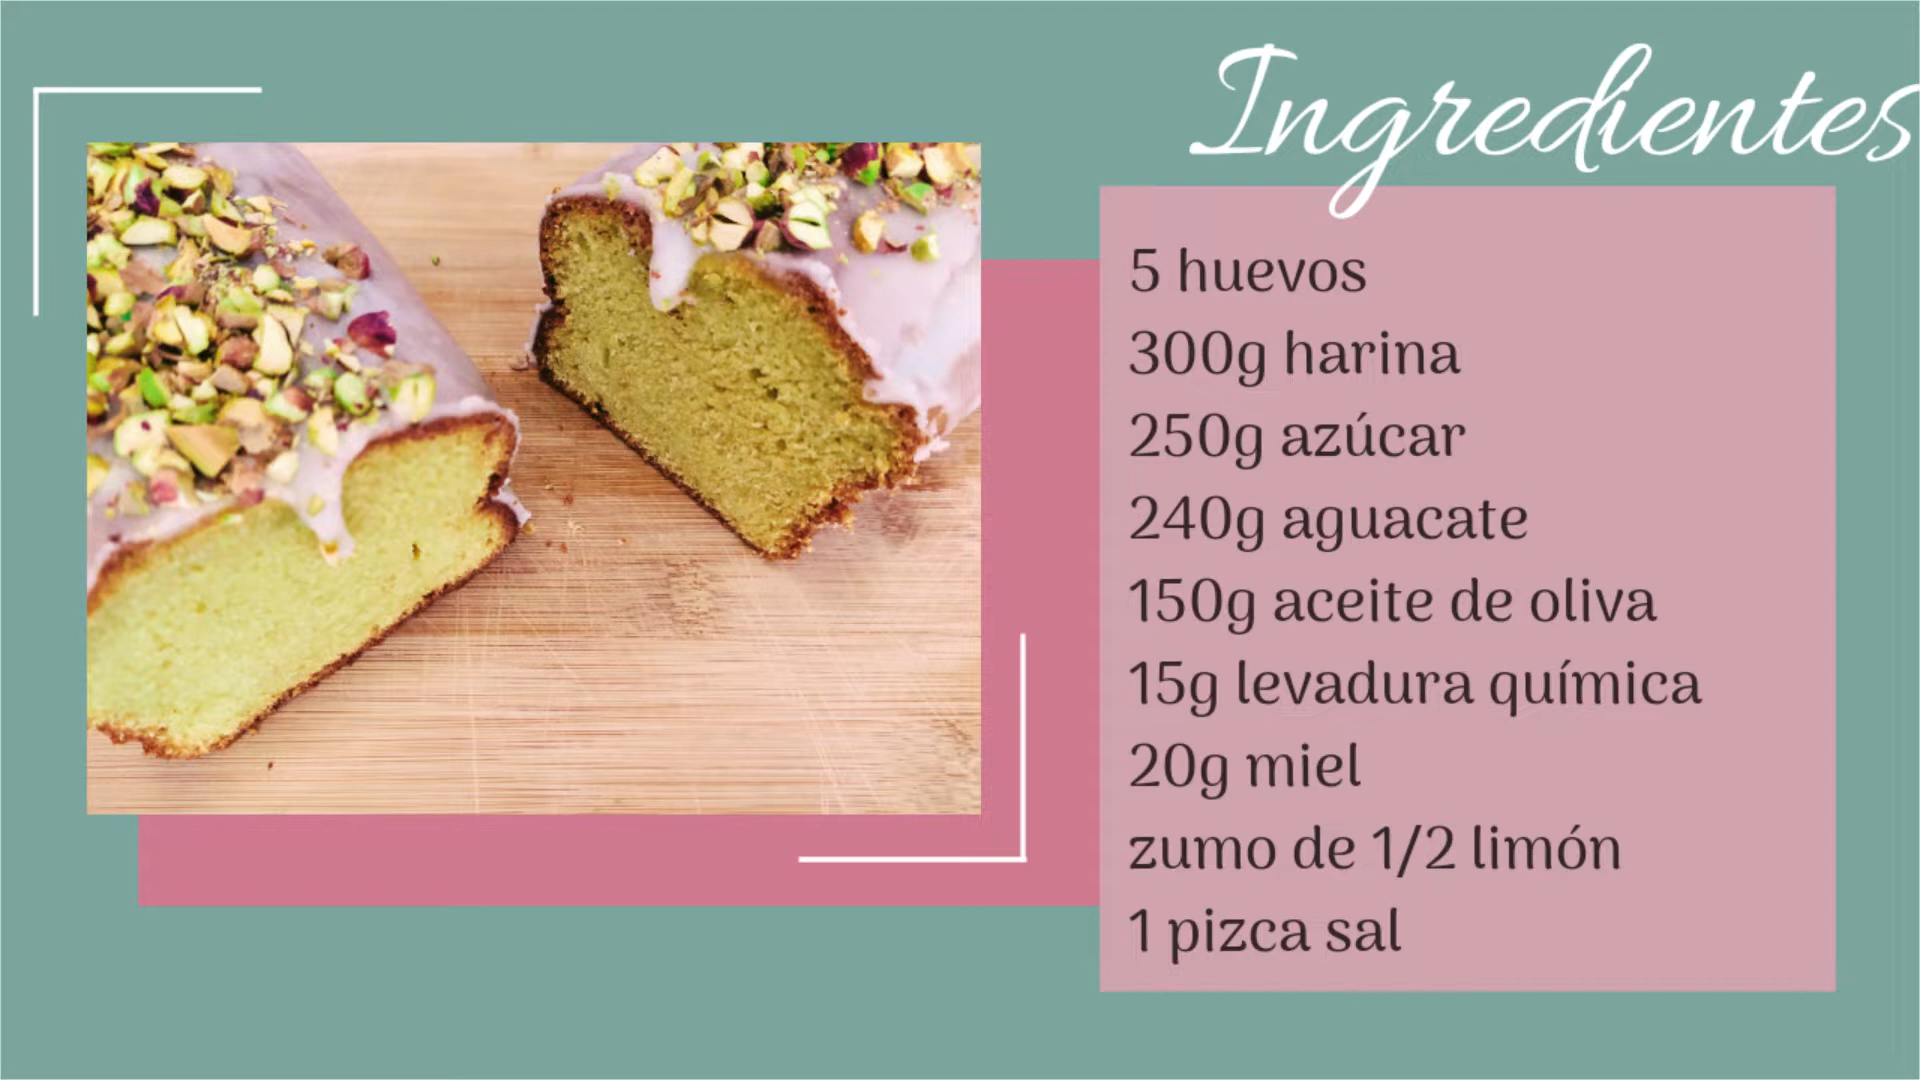 Ingredientes
5 huevos
300g harina
250g azúcar
240g aguacate
150g aceite de oliva
15g levadura química
20g miel
zumo de 1/2 limón
1 pizca sal